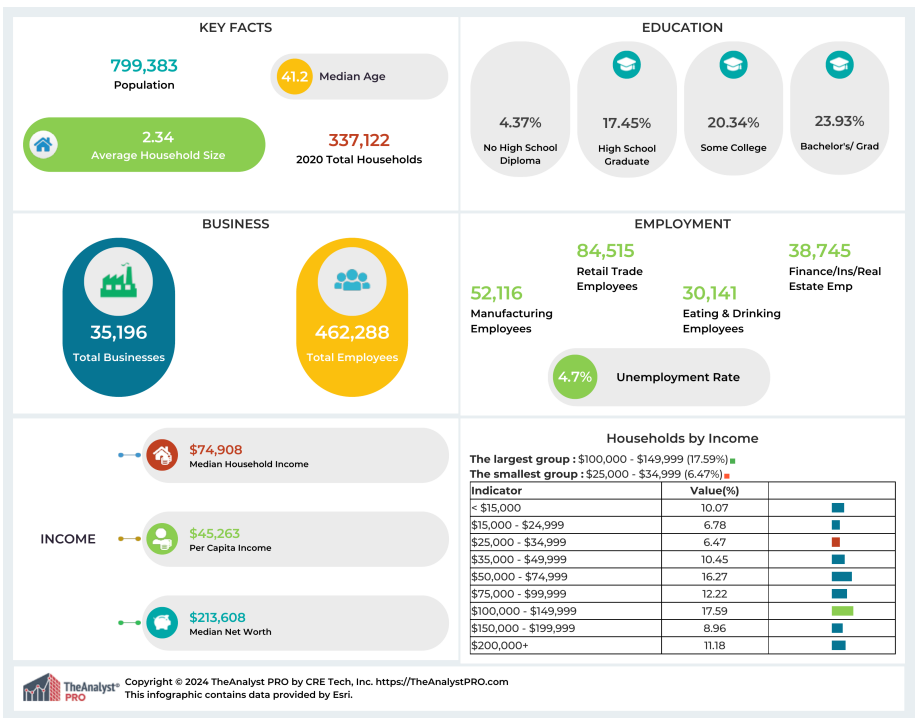 KEY FACTS
799,383
Population
41.2
Median Age
2.34
Average Household Size
337,122
2020 Total Households
EDUCATION
4.37%
No High School
Diploma
17.45%
High School
Graduate
20.34%
Some College
23.93%
Bachelor's/ Grad
BUSINESS
35,196
Total Businesses
462,288
Total Employees
EMPLOYMENT
52,116
Manufacturing
Employees
84,515
Retail Trade
Employees
30,141
Eating & Drinking
Employees
38,745
Finance/Ins/Real
Estate Emp
4.7%
Unemployment Rate
INCOME
$74,908
Median Household Income
$45,263
Per Capita Income
$213,608
Median Net Worth
Households by Income
The largest group : $100,000 - $149,999 (17.59%)
The smallest group : $25,000 - $34,999 (6.47%)
Indicator Value(%)
< $15,000 10.07
$15,000 - $24,999 6.78
$25,000 - $34,999 6.47
$35,000 - $49,999 10.45
$50,000 - $74,999 16.27
$75,000 - $99,999 12.22
$100,000 - $149,999 17.59
$150,000 - $199,999 8.96
$200,000+ 11.18
TheAnalyst®
PRO
Copyright © 2024 TheAnalyst PRO by CRE Tech, Inc. https://TheAnalystPRO.com
This infographic contains data provided by Esri.